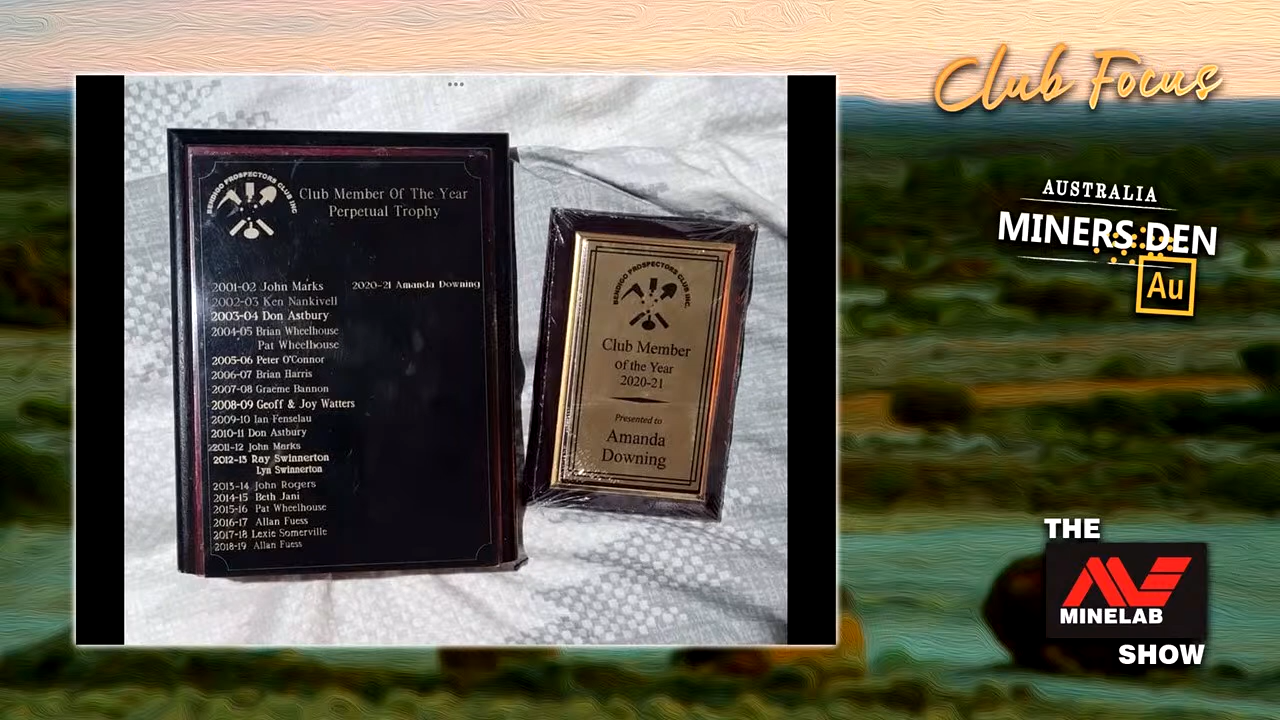 Club Focus
AUSTRALIA
MINERS DEN
Au
THE
MINELAB
SHOW
BENDIGO PROSPECTORS CLUB INC
Club Member Of The Year
Perpetual Trophy
2001-02 John Marks
2002-03 Ken Nankivell
2003-04 Don Astbury
2004-05 Brian Wheelhouse
Pat Wheelhouse
2005-06 Peter O'Connor
2006-07 Brian Harris
2007-08 Graeme Bannon
2008-09 Geoff & Joy Watters
2009-10 Ian Fenselau
2010-11 Don Astbury
2011-12 John Marks
2012-13 Ray Swinnerton
Lyn Swinnerton
2013-14 John Rogers
2014-15 Beth Jani
2015-16 Pat Wheelhouse
2016-17 Allan Fuess
2017-18 Lexie Somerville
2018-19 Allan Fuess
2020-21 Amanda Downing
BENDIGO PROSPECTORS CLUB INC.
Club Member
of the Year
2020-21
Presented to
Amanda
Downing